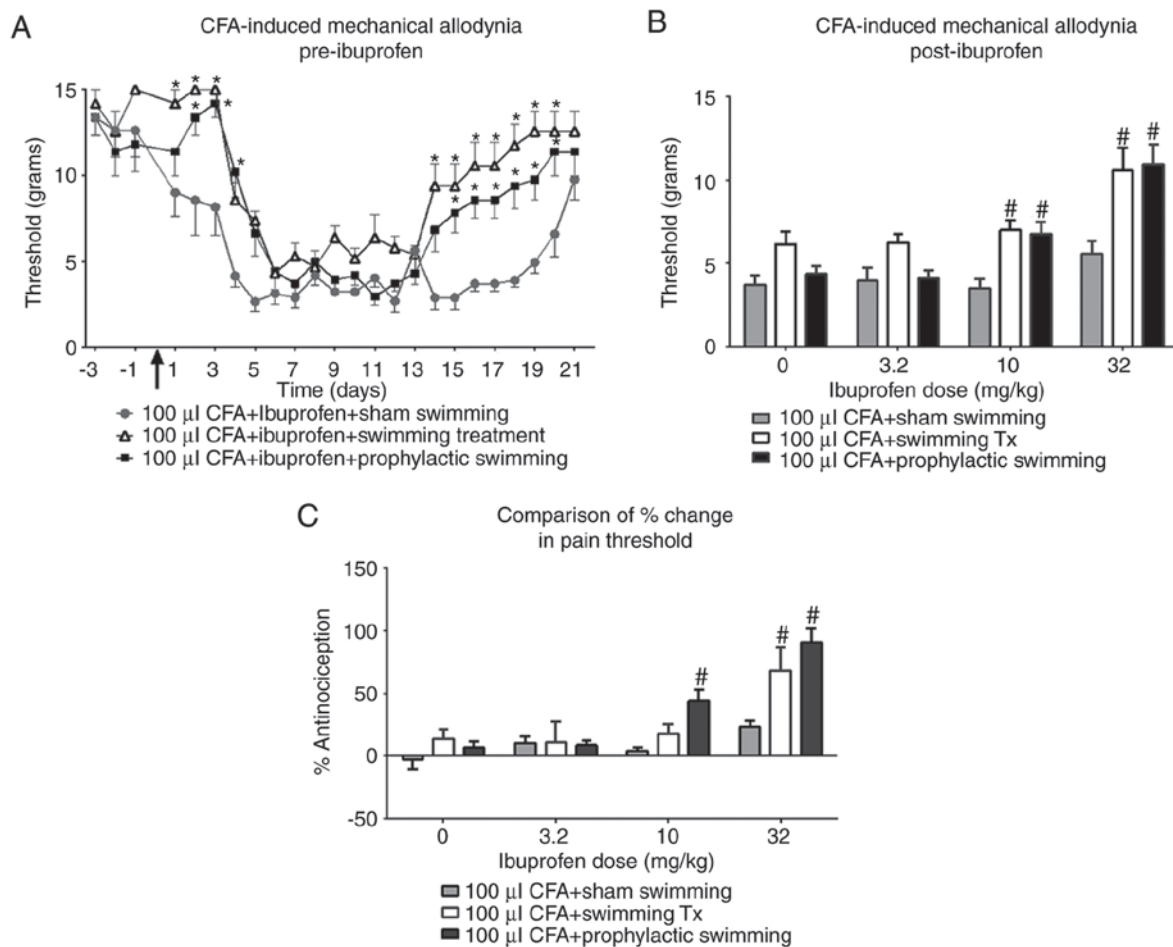 A
CFA-induced mechanical allodynia
pre-ibuprofen
Threshold (grams)
15
10
5
0
* * *
* *
*
* * * * * * *
* * * * * *
-3 -1 1 3 5 7 9 11 13 15 17 19 21
Time (days)
100 µl CFA+Ibuprofen+sham swimming
100 µl CFA+ibuprofen+swimming treatment
100 µl CFA+ibuprofen+prophylactic swimming
B
CFA-induced mechanical allodynia
post-ibuprofen
Threshold (grams)
15
10
5
0
# #
# #
0 3.2 10 32
Ibuprofen dose (mg/kg)
100 µl CFA+sham swimming
100 µl CFA+swimming Tx
100 µl CFA+prophylactic swimming
C
Comparison of % change
in pain threshold
% Antinociception
150
100
50
0
-50
#
# #
0 3.2 10 32
Ibuprofen dose (mg/kg)
100 µl CFA+sham swimming
100 µl CFA+swimming Tx
100 µl CFA+prophylactic swimming